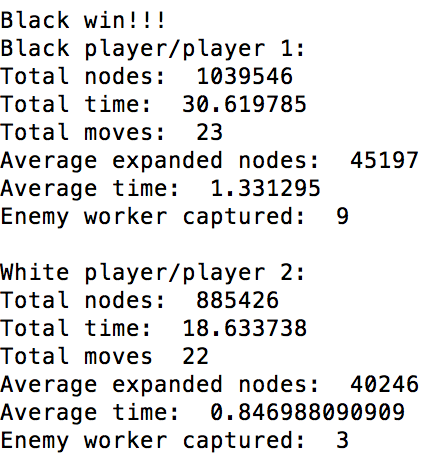 Black win!!!
Black player/player 1:
Total nodes:  1039546
Total time:  30.619785
Total moves:  23
Average expanded nodes:  45197
Average time:  1.331295
Enemy worker captured:  9

White player/player 2:
Total nodes:  885426
Total time:  18.633738
Total moves  22
Average expanded nodes:  40246
Average time:  0.846988090909
Enemy worker captured:  3